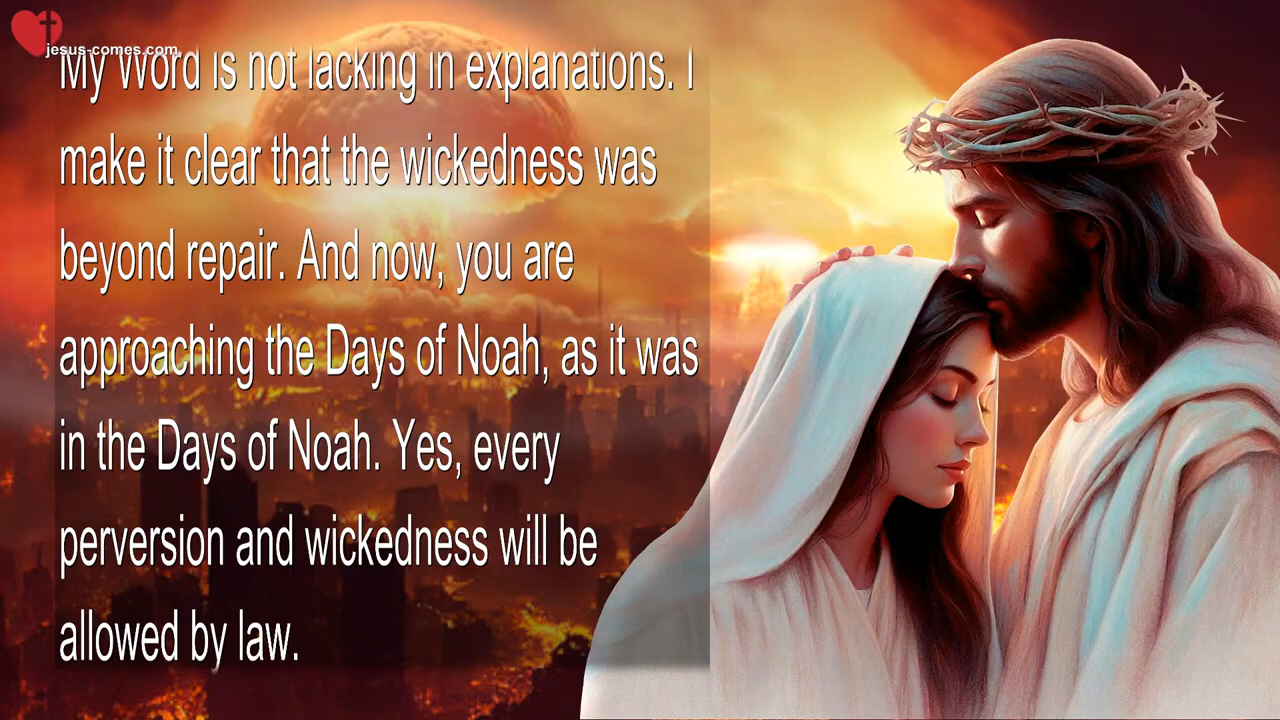 jesus-comes.com
My Word is not lacking in explanations. I
make it clear that the wickedness was
beyond repair. And now, you are
approaching the Days of Noah, as it was
in the Days of Noah. Yes, every
perversion and wickedness will be
allowed by law.